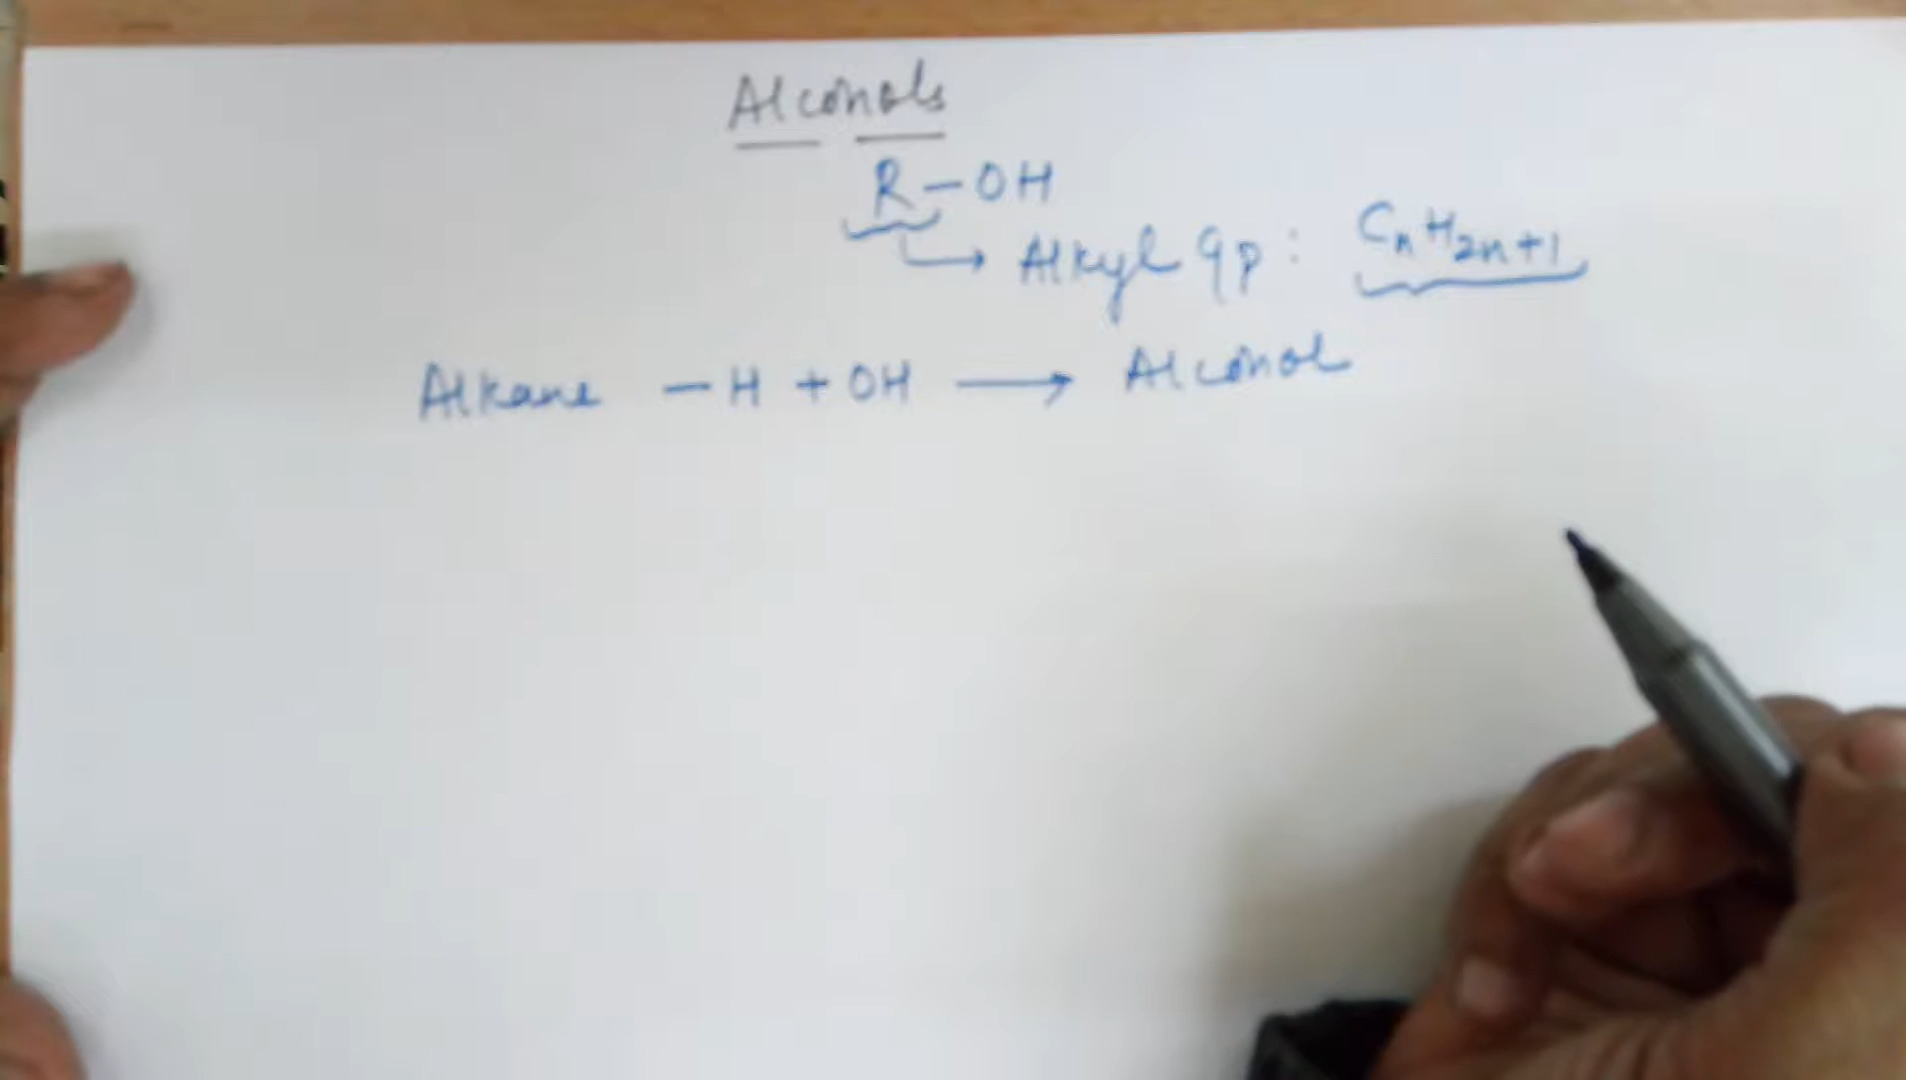 Alcohols
R - OH
Alkyl gp : CnH2n+1
Alkane - H + OH → Alcohol